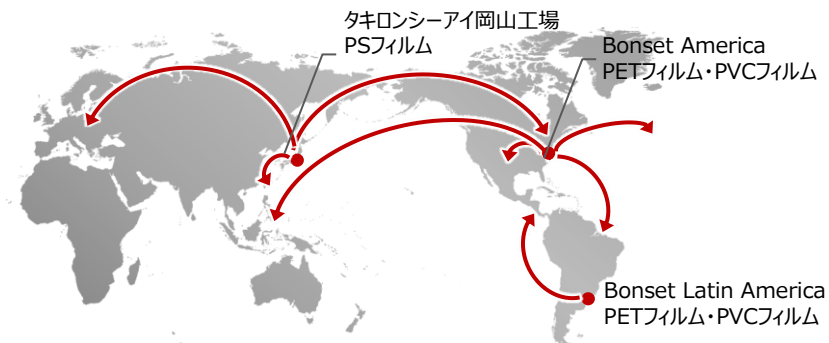 タキロンシーアイ岡山工場
PSフィルム
Bonset America
PETフィルム・PVCフィルム
Bonset Latin America
PETフィルム・PVCフィルム